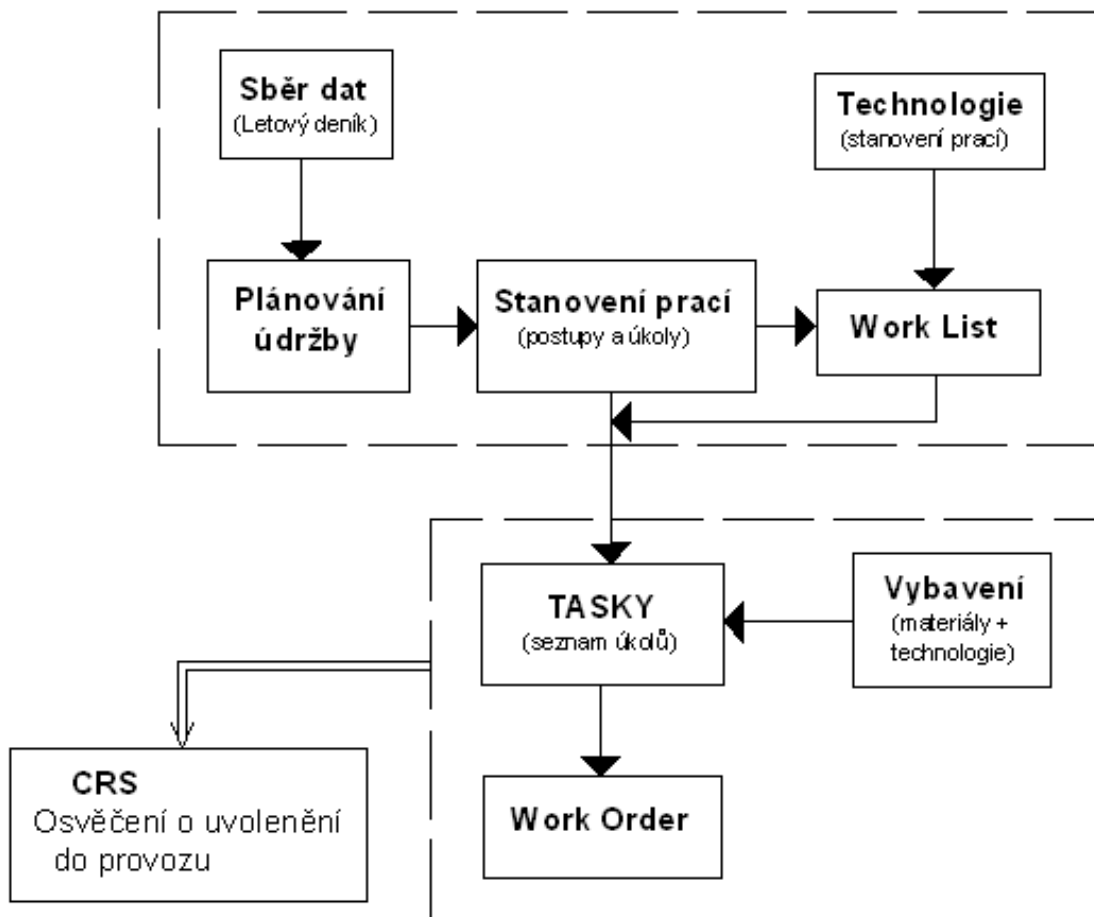 Sběr dat
(Letový deník)
Technologie
(stanovení prací)
Plánování
údržby
Stanovení prací
(postupy a úkoly)
Work List
TASKY
(seznam úkolů)
Vybavení
(materiály +
technologie)
CRS
Osvěčení o uvolenění
do provozu
Work Order